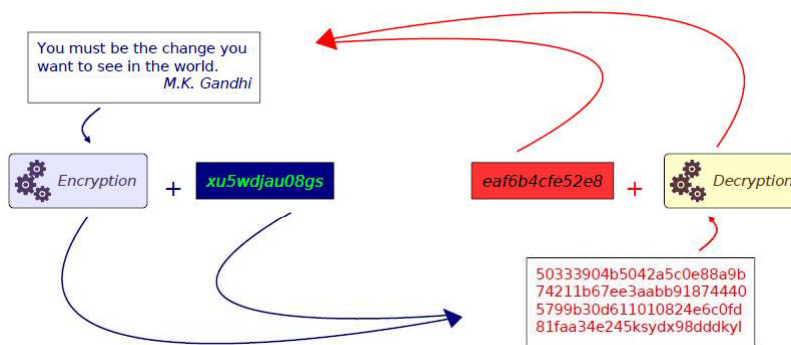 You must be the change you
want to see in the world.
M.K. Gandhi
Encryption
+
xu5wdjau08gs
eaf6b4cfe52e8
+
Decryption
50333904b5042a5c0e88a9b
74211b67ee3aabb91874440
5799b30d611010824e6c0fd
81faa34e245ksydx98dddkyl